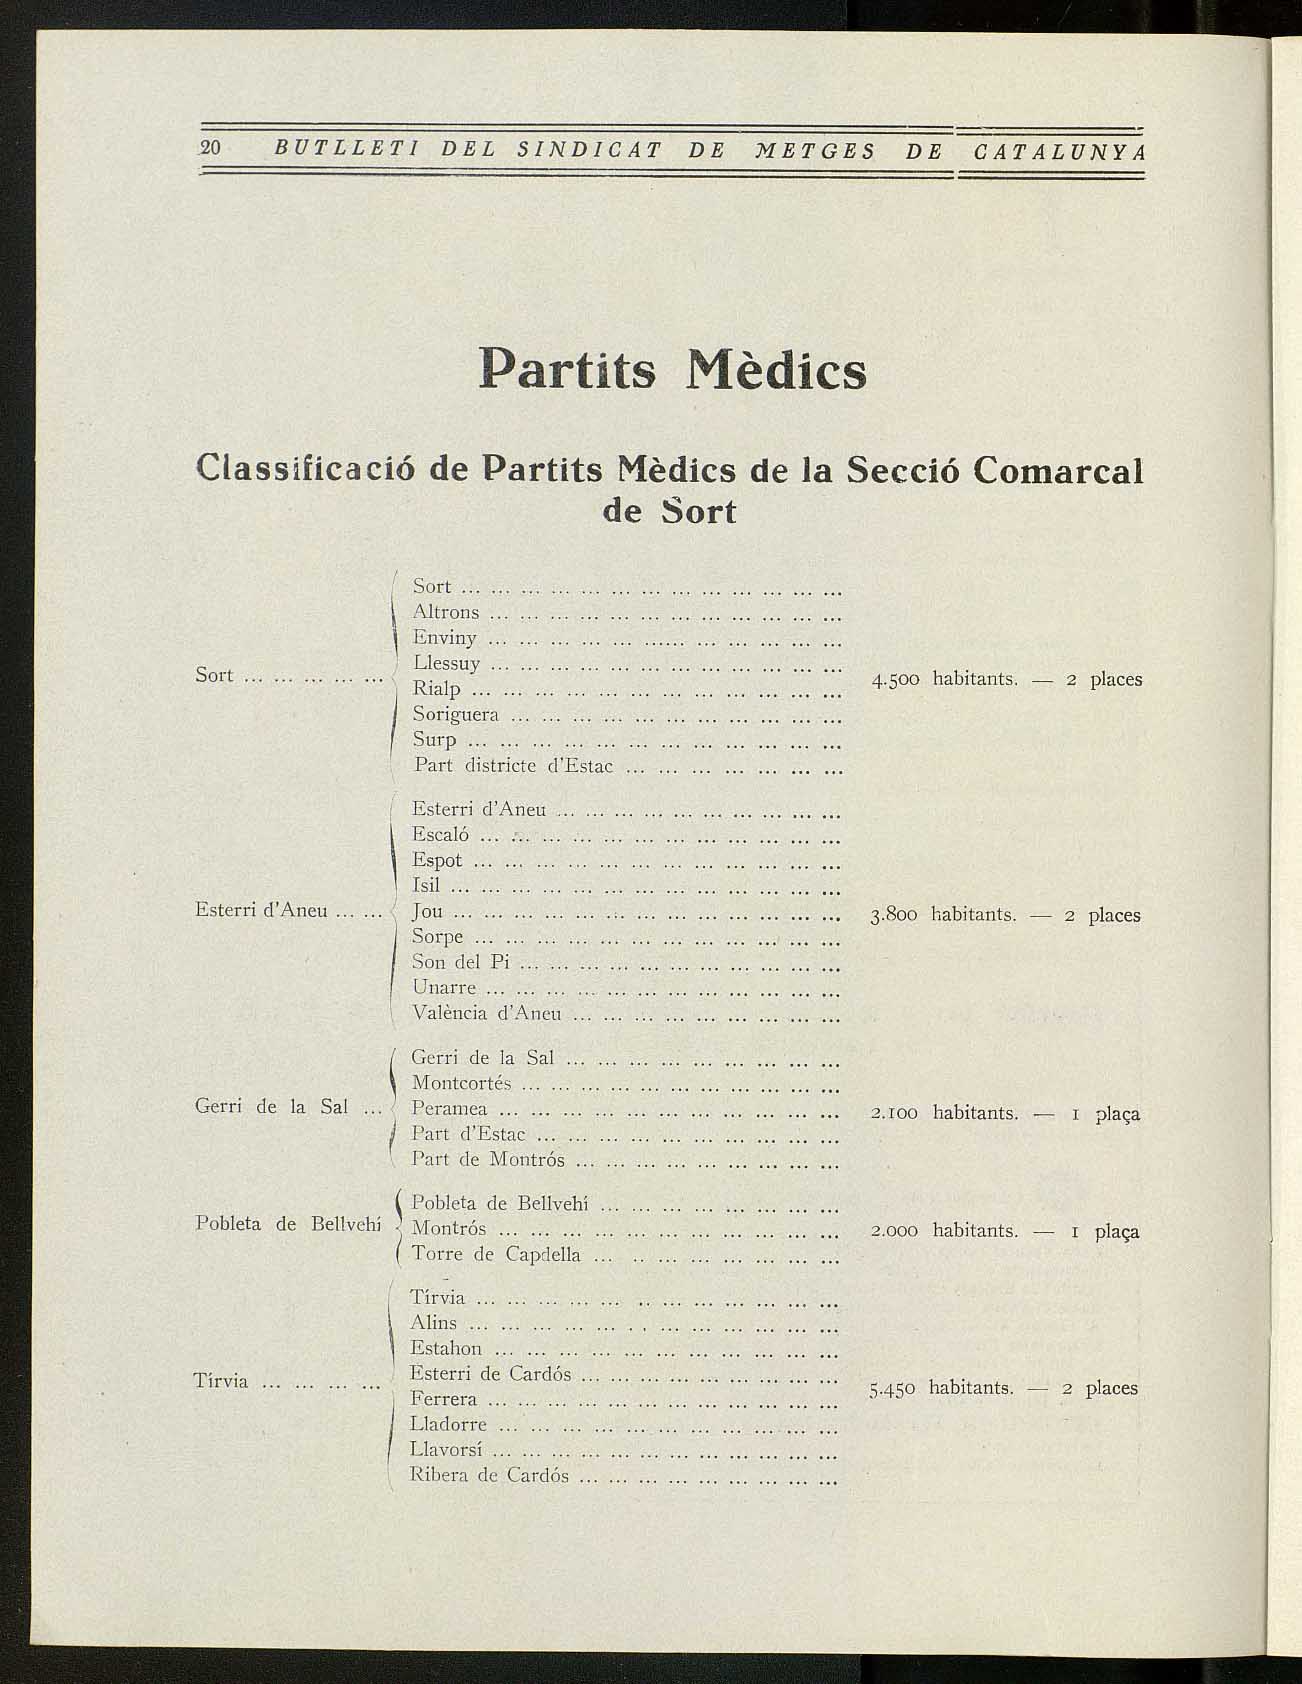 20 BUTLLETI DEL SINDICAT DE METGES DE CATALUNYA
Partits Mèdics
Classificació de Partits Mèdics de la Secció Comarcal
de Sort
Sort ... ... ... ... ...
Sort ... ... ... ... ... ... ... ... ... ... ... ... ...
Altrons ... ... ... ... ... ... ... ... ... ... ... ...
Enviny ... ... ... ... ... ... ... ... ... ... ... ...
Llessuy ... ... ... ... ... ... ... ... ... ... ... ...
Rialp ... ... ... ... ... ... ... ... ... ... ... ...
Soriguera ... ... ... ... ... ... ... ... ... ... ...
Surp ... ... ... ... ... ... ... ... ... ... ... ...
Part districte d'Estac ... ... ... ... ... ... ...
4.500 habitants. — 2 places
Esterri d'Aneu ... ...
Esterri d'Aneu ... ... ... ... ... ... ... ... ... ...
Escaló ... ... ... ... ... ... ... ... ... ... ... ...
Espot ... ... ... ... ... ... ... ... ... ... ... ...
Isil ... ... ... ... ... ... ... ... ... ... ... ... ...
Jou ... ... ... ... ... ... ... ... ... ... ... ... ...
Sorpe ... ... ... ... ... ... ... ... ... ... ... ...
Son del Pi ... ... ... ... ... ... ... ... ... ... ...
Unarre ... ... ... ... ... ... ... ... ... ... ... ...
València d'Aneu ... ... ... ... ... ... ... ... ...
3.800 habitants. — 2 places
Gerri de la Sal ...
Gerri de la Sal ... ... ... ... ... ... ... ... ...
Montcortés ... ... ... ... ... ... ... ... ... ... ...
Peramea ... ... ... ... ... ... ... ... ... ... ...
Part d'Estac ... ... ... ... ... ... ... ... ... ...
Part de Montrós ... ... ... ... ... ... ... ... ...
2.100 habitants. — 1 plaça
Pobleta de Bellvehí
Pobleta de Bellvehí ... ... ... ... ... ... ... ...
Montrós ... ... ... ... ... ... ... ... ... ... ...
Torre de Capdella ... .. ... ... ... ... ... ...
2.000 habitants. — 1 plaça
Tírvia ... ... ... ...
Tírvia ... ... ... ... ... .. ... ... ... ... ... ...
Alins ... ... ... ... ... . . ... ... ... ... ... ...
Estahon ... ... ... ... ... ... ... ... ... ... ...
Esterri de Cardós ... ... ... ... ... ... ... ... ...
Ferrera ... ... ... ... ... ... ... ... ... ... ... ...
Lladorre ... ... ... ... ... ... ... ... ... ... ...
Llavorsí ... ... ... ... ... ... ... ... ... ... ... ...
Ribera de Cardós ... ... ... ... ... ... ... ... ...
5.450 habitants. — 2 places